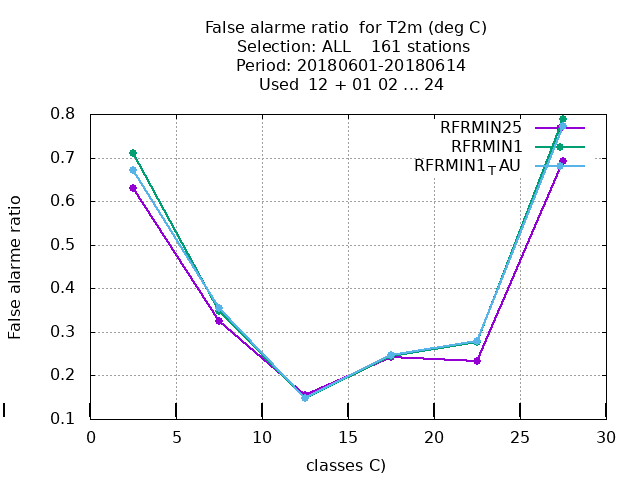 False alarme ratio for T2m (deg C)
Selection: ALL 161 stations
Period: 20180601-20180614
Used 12 + 01 02 ... 24
0.8
0.7
0.6
0.5
0.4
0.3
0.2
0.1
False alarme ratio
RFRMIN25
RFRMIN1
RFRMIN1TAU
0 5 10 15 20 25 30
classes C)